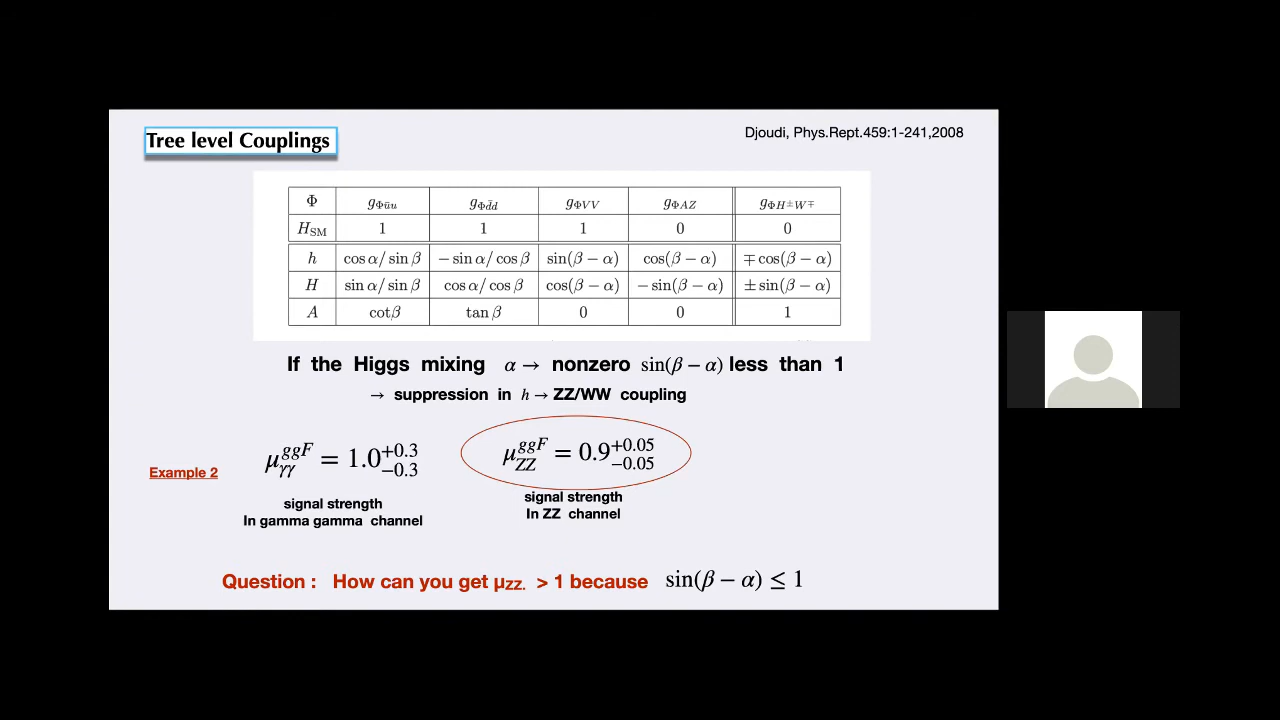 Tree level Couplings
Djoudi, Phys.Rept.459:1-241,2008
Φ g_{Φūu} g_{Φd̄d} g_{ΦVV} g_{ΦAZ} g_{ΦH±W∓}
H_SM 1 1 1 0 0
h cos α/ sin β − sin α/ cos β sin(β − α) cos(β − α) ∓ cos(β − α)
H sin α/ sin β cos α/ cos β cos(β − α) − sin(β − α) ± sin(β − α)
A cotβ tan β 0 0 1
If the Higgs mixing α → nonzero sin(β − α) less than 1
→ suppression in h → ZZ/WW coupling
Example 2
μ^{ggF}_{γγ} = 1.0^{+0.3}_{−0.3}
signal strength
In gamma gamma channel
μ^{ggF}_{ZZ} = 0.9^{+0.05}_{−0.05}
signal strength
In ZZ channel
Question : How can you get μzz. > 1 because sin(β − α) ≤ 1